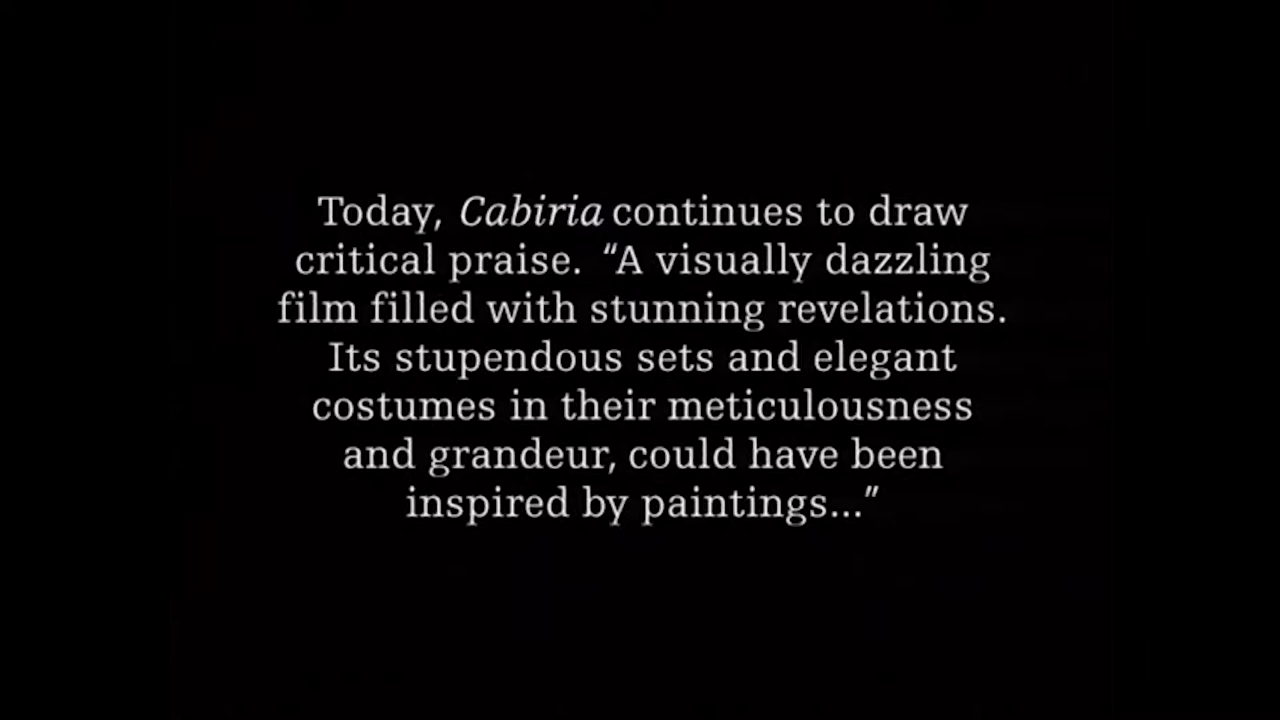 Today, Cabiria continues to draw
critical praise. “A visually dazzling
film filled with stunning revelations.
Its stupendous sets and elegant
costumes in their meticulousness
and grandeur, could have been
inspired by paintings...”